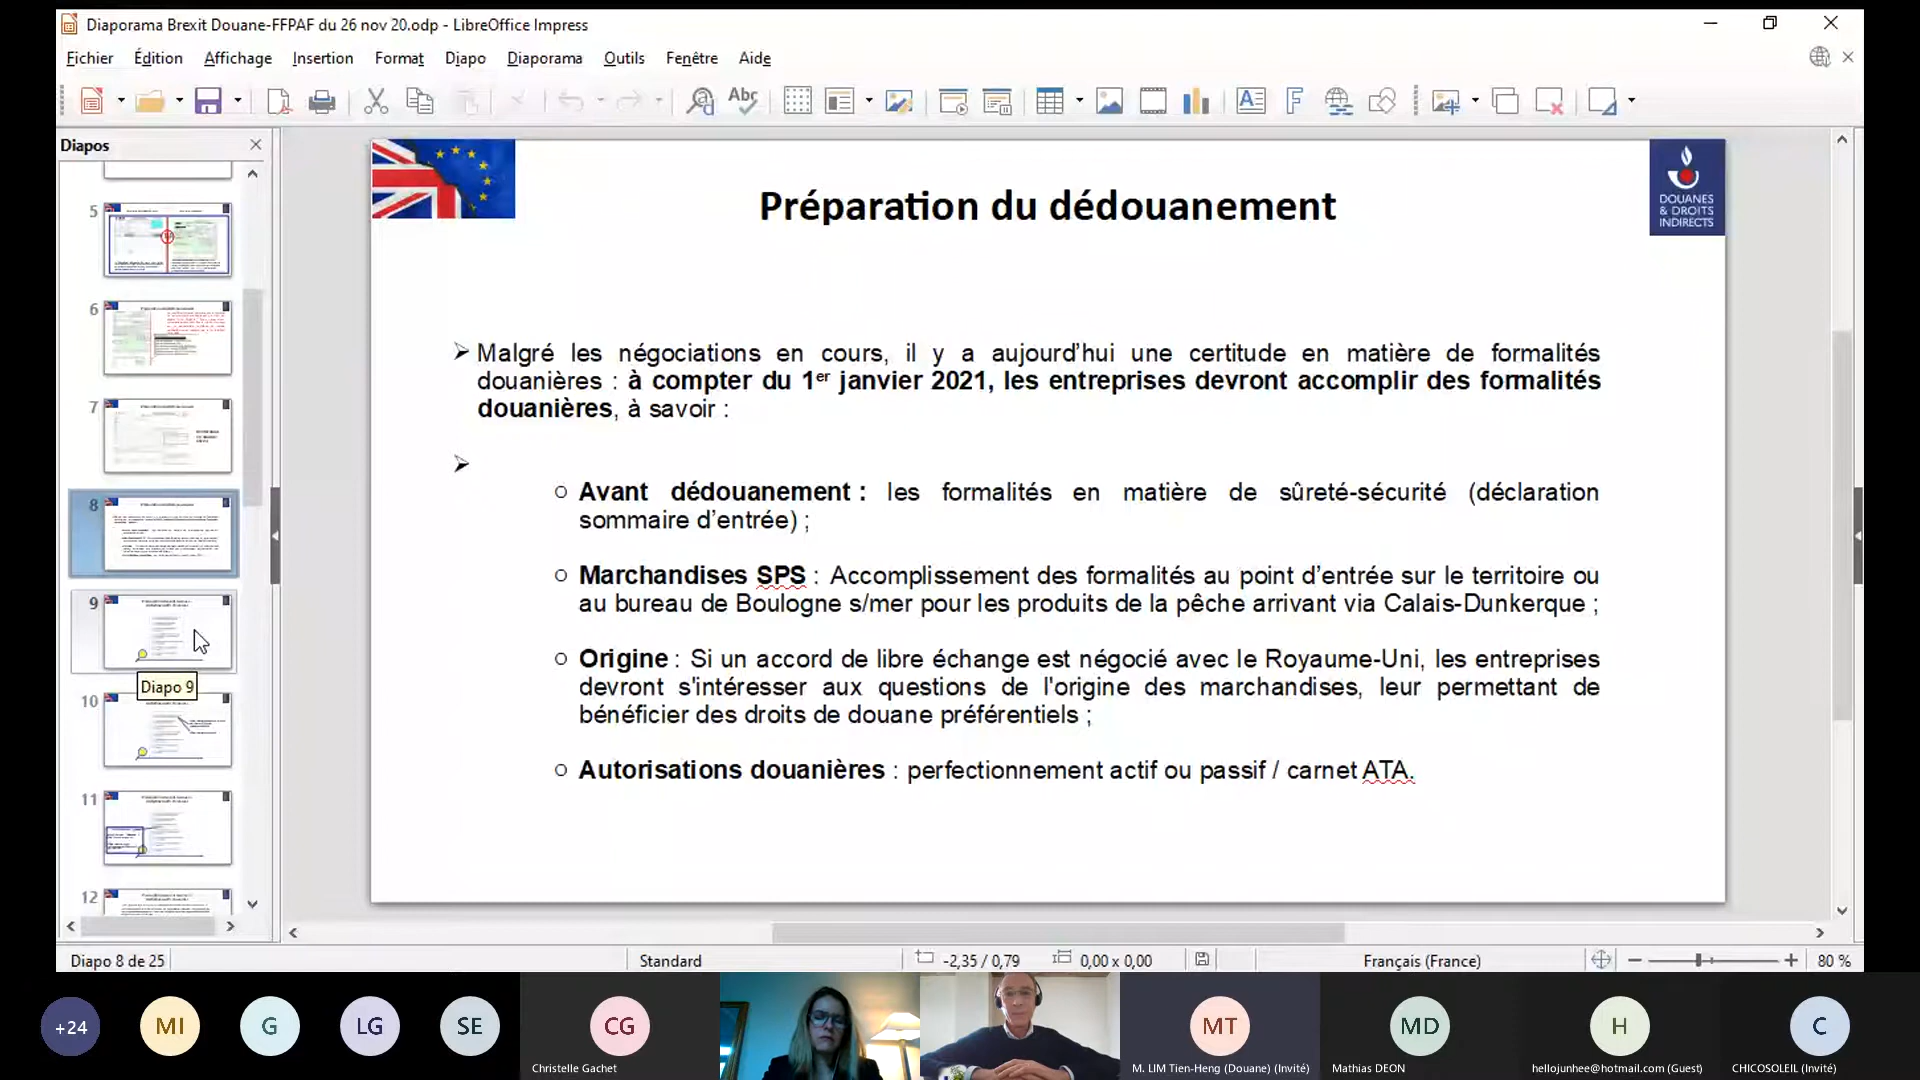 Diaporama Brexit Douane-FFPAF du 26 nov 20.odp - LibreOffice Impress
Fichier Édition Affichage Insertion Format Diapo Diaporama Outils Fenêtre Aide
Diapos
5
6
7
8
9
Diapo 9
10
11
12
DOUANES
& DROITS
INDIRECTS
Préparation du dédouanement
Malgré les négociations en cours, il y a aujourd’hui une certitude en matière de formalités
douanières : à compter du 1er janvier 2021, les entreprises devront accomplir des formalités
douanières, à savoir :
Avant dédouanement : les formalités en matière de sûreté-sécurité (déclaration
sommaire d’entrée) ;
Marchandises SPS : Accomplissement des formalités au point d’entrée sur le territoire ou
au bureau de Boulogne s/mer pour les produits de la pêche arrivant via Calais-Dunkerque ;
Origine : Si un accord de libre échange est négocié avec le Royaume-Uni, les entreprises
devront s'intéresser aux questions de l'origine des marchandises, leur permettant de
bénéficier des droits de douane préférentiels ;
Autorisations douanières : perfectionnement actif ou passif / carnet ATA.
Diapo 8 de 25 Standard -2,35 / 0,79 0,00 x 0,00 Français (France) 80 %
+24 MI G LG SE CG MT MD H C
Christelle Gachet M. LIM Tien-Heng (Douane) (Invité) Mathias DEON hellojunhee@hotmail.com (Guest) CHICOSOLEIL (Invité)